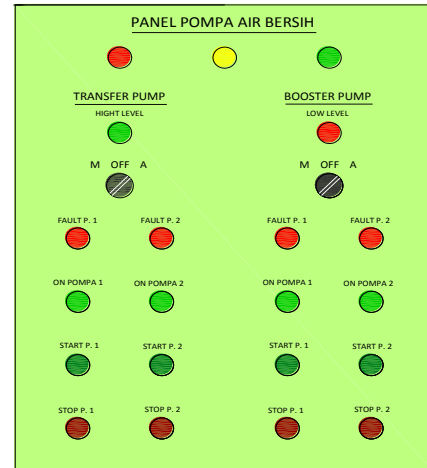 PANEL POMPA AIR BERSIH
TRANSFER PUMP
BOOSTER PUMP
HIGHT LEVEL
LOW LEVEL
M OFF A
M OFF A
FAULT P. 1
FAULT P. 2
FAULT P. 1
FAULT P. 2
ON POMPA 1
ON POMPA 2
ON POMPA 1
ON POMPA 2
START P. 1
START P. 2
START P. 1
START P. 2
STOP P. 1
STOP P. 2
STOP P. 1
STOP P. 2